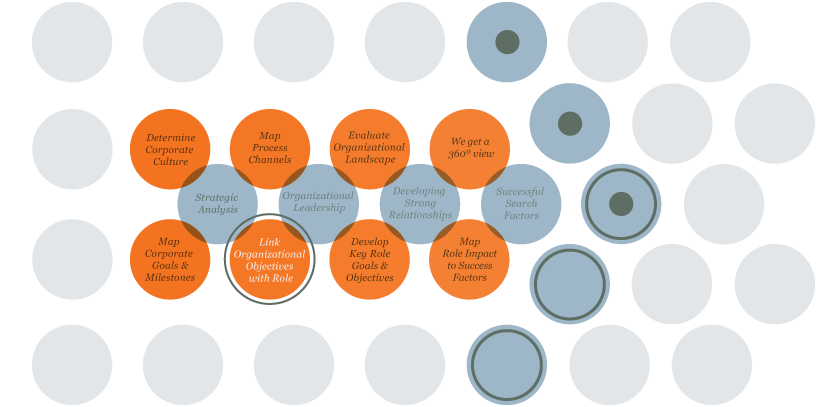 Determine
Corporate
Culture
Map
Process
Channels
Evaluate
Organizational
Landscape
We get a
360º view
Strategic
Analysis
Organizational
Leadership
Developing
Strong
Relationships
Successful
Search
Factors
Map
Corporate
Goals &
Milestones
Link
Organizational
Objectives
with Role
Develop
Key Role
Goals &
Objectives
Map
Role Impact
to Success
Factors